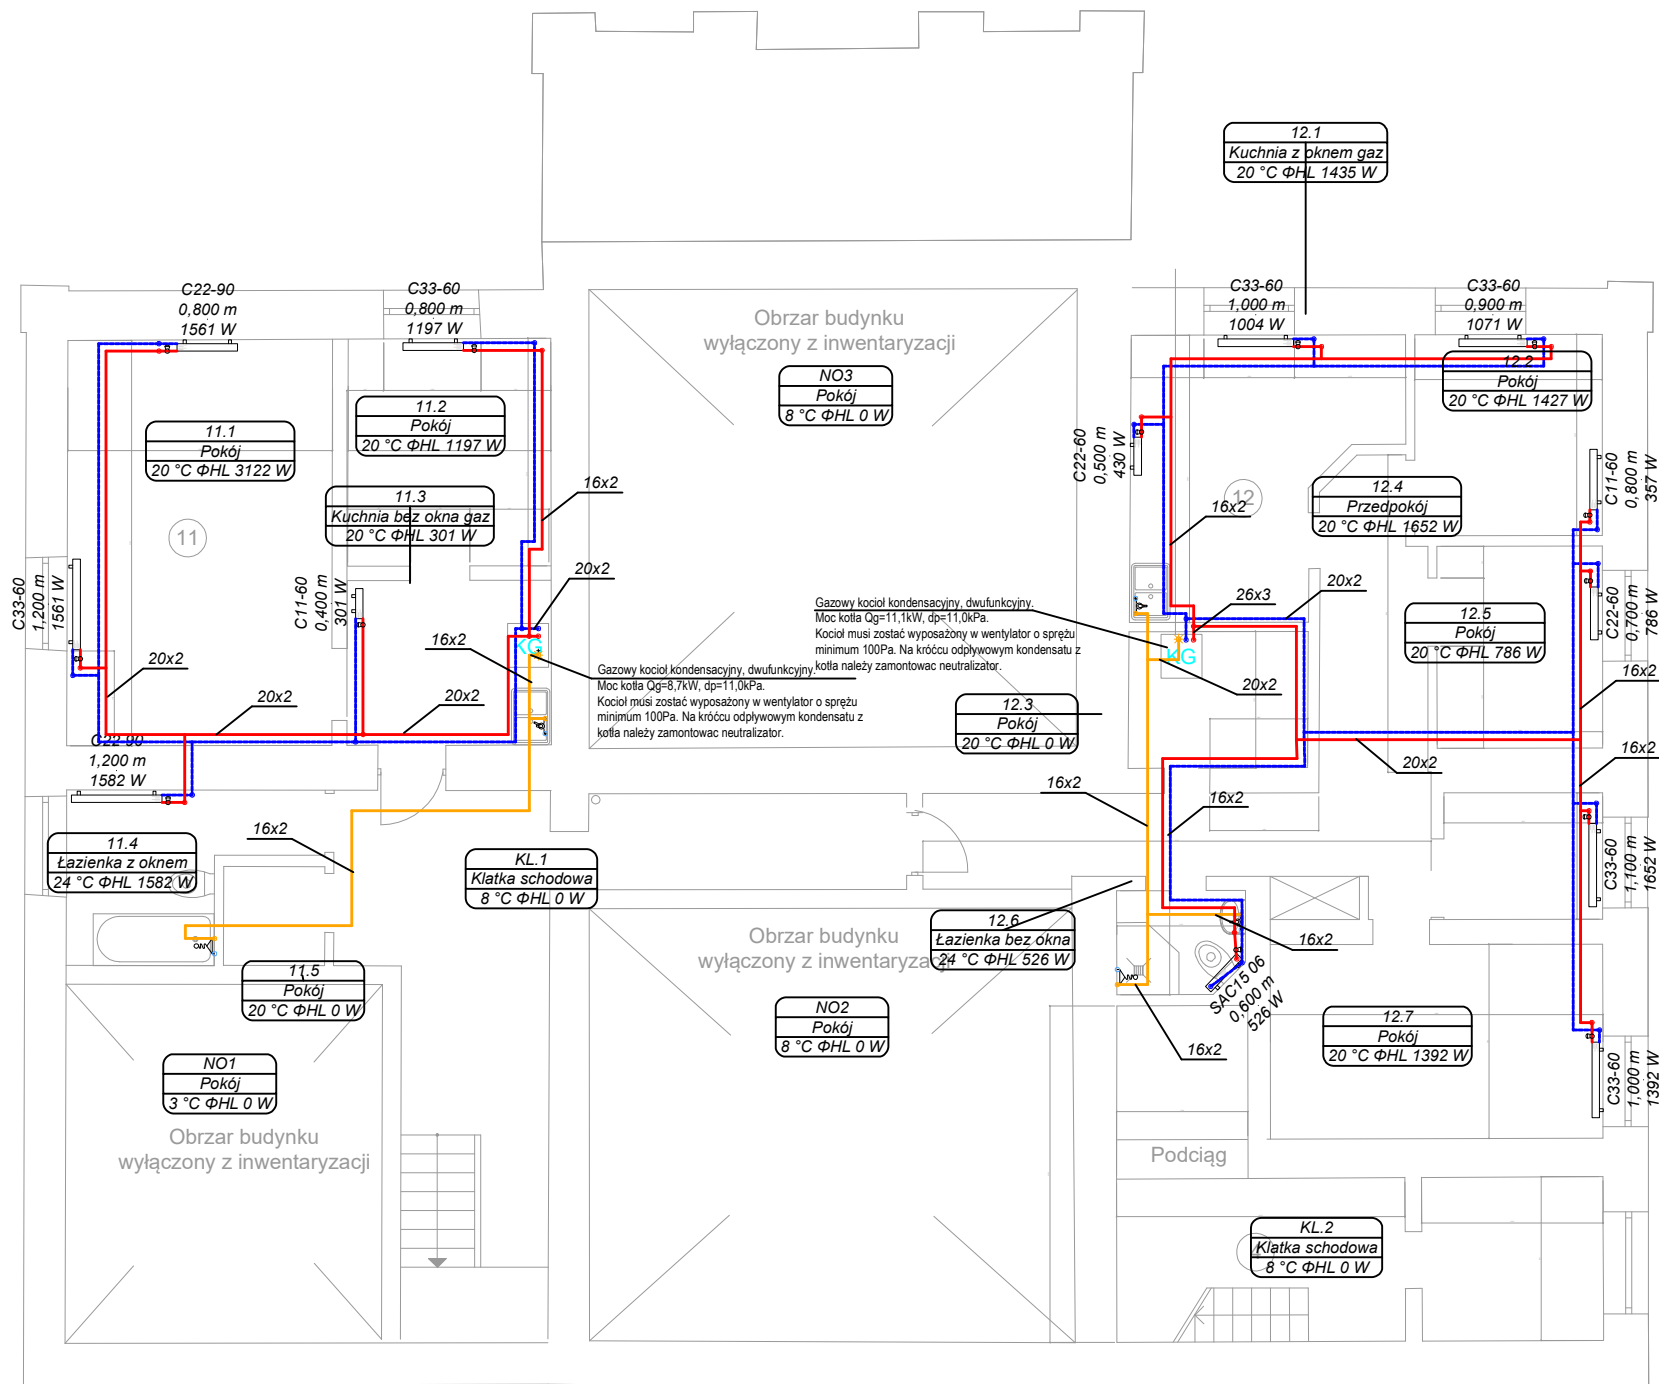 12.1
Kuchnia z oknem gaz
20 °C ΦHL 1435 W
C22-90
0,800 m
1561 W
C33-60
0,800 m
1197 W
Obrzar budynku
wyłączony z inwentaryzacji
C33-60
1,000 m
1004 W
C33-60
0,900 m
1071 W
NO3
Pokój
8 °C ΦHL 0 W
12.2
Pokój
20 °C ΦHL 1427 W
11.1
Pokój
20 °C ΦHL 3122 W
11.2
Pokój
20 °C ΦHL 1197 W
C22-60
0,500 m
430 W
C11-60
0,800 m
357 W
11.3
Kuchnia bez okna gaz
20 °C ΦHL 301 W
16x2
11
12
16x2
12.4
Przedpokój
20 °C ΦHL 1652 W
C33-60
1,200 m
1561 W
C11-60
0,400 m
301 W
20x2
26x3
20x2
C22-60
0,700 m
786 W
Gazowy kocioł kondensacyjny, dwufunkcyjny.
Moc kotła Qg=11,1kW, dp=11,0kPa.
Kocioł musi zostać wyposażony w wentylator o sprężu
minimum 100Pa. Na króćcu odpływowym kondensatu z
kotła należy zamontowac neutralizator.
12.5
Pokój
20 °C ΦHL 786 W
16x2
KG
KG
20x2
Gazowy kocioł kondensacyjny, dwufunkcyjny.
Moc kotła Qg=8,7kW, dp=11,0kPa.
Kocioł musi zostać wyposażony w wentylator o sprężu
minimum 100Pa. Na króćcu odpływowym kondensatu z
kotła należy zamontowac neutralizator.
20x2
16x2
20x2
20x2
12.3
Pokój
20 °C ΦHL 0 W
C22-90
1,200 m
1582 W
16x2
20x2
16x2
16x2
16x2
11.4
Łazienka z oknem
24 °C ΦHL 1582 W
KL.1
Klatka schodowa
8 °C ΦHL 0 W
C33-60
1,100 m
1652 W
12.6
Łazienka bez okna
24 °C ΦHL 526 W
Obrzar budynku
wyłączony z inwentaryzacji
16x2
11.5
Pokój
20 °C ΦHL 0 W
SAC15 06
0,600 m
526 W
NO2
Pokój
8 °C ΦHL 0 W
12.7
Pokój
20 °C ΦHL 1392 W
16x2
NO1
Pokój
3 °C ΦHL 0 W
C33-60
1,000 m
1392 W
Obrzar budynku
wyłączony z inwentaryzacji
Podciąg
KL.2
Klatka schodowa
8 °C ΦHL 0 W